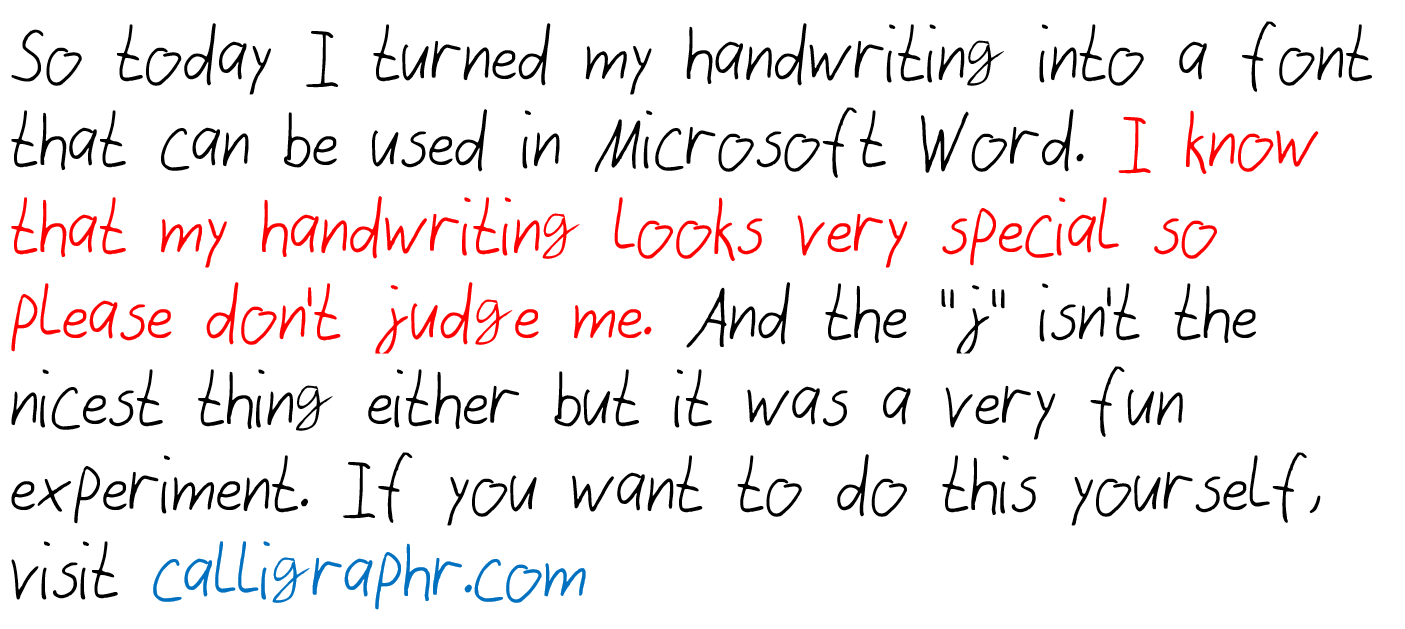 So today I turned my handwriting into a font
that can be used in Microsoft Word. I know
that my handwriting looks very special so
please don't judge me. And the "j" isn't the
nicest thing either but it was a very fun
experiment. If you want to do this yourself,
visit calligraphr.com